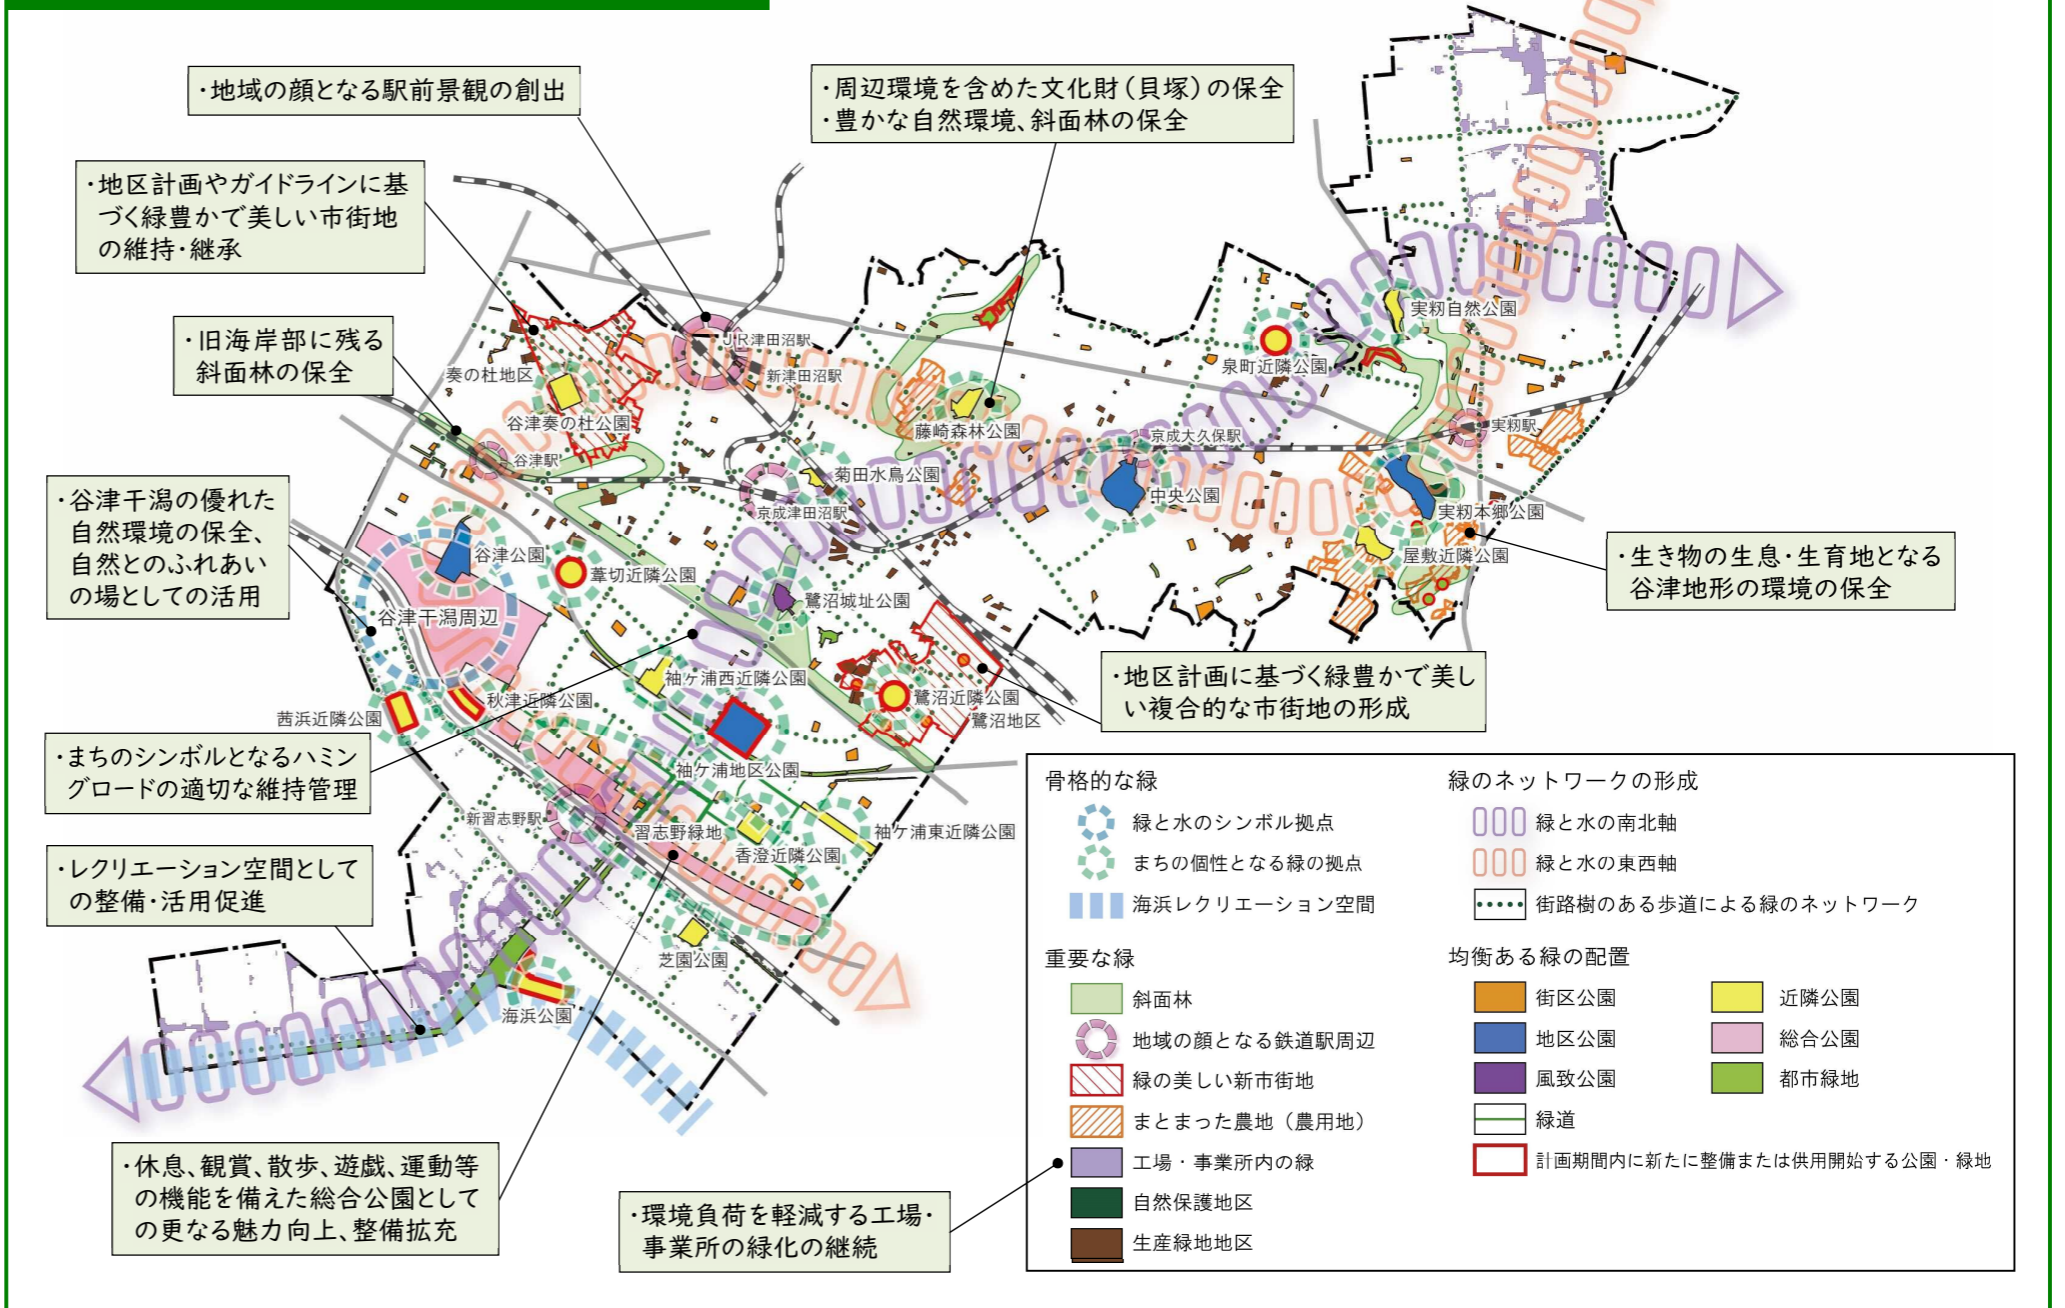 ・地域の顔となる駅前景観の創出
・周辺環境を含めた文化財(貝塚)の保全
・豊かな自然環境、斜面林の保全
・地区計画やガイドラインに基
づく緑豊かで美しい市街地
の維持・継承
・旧海岸部に残る
斜面林の保全
・谷津干潟の優れた
自然環境の保全、
自然とのふれあい
の場としての活用
・まちのシンボルとなるハミン
グロードの適切な維持管理
・レクリエーション空間として
の整備・活用促進
・休息、観賞、散歩、遊戯、運動等
の機能を備えた総合公園として
の更なる魅力向上、整備拡充
・環境負荷を軽減する工場・
事業所の緑化の継続
・地区計画に基づく緑豊かで美し
い複合的な市街地の形成
・生き物の生息・生育地となる
谷津地形の環境の保全
JR津田沼駅
新津田沼駅
奏の杜地区
谷津奏の杜公園
谷津駅
藤崎森林公園
菊田水鳥公園
京成津田沼駅
京成大久保駅
中央公園
泉町近隣公園
実籾自然公園
実籾駅
実籾本郷公園
屋敷近隣公園
谷津公園
谷津干潟周辺
葦切近隣公園
鷺沼城址公園
袖ケ浦西近隣公園
鷺沼近隣公園
鷺沼地区
茜浜近隣公園
秋津近隣公園
袖ケ浦地区公園
新習志野駅
習志野緑地
香澄近隣公園
袖ケ浦東近隣公園
芝園公園
海浜公園
骨格的な緑
緑と水のシンボル拠点
まちの個性となる緑の拠点
海浜レクリエーション空間
重要な緑
斜面林
地域の顔となる鉄道駅周辺
緑の美しい新市街地
まとまった農地(農用地)
工場・事業所内の緑
自然保護地区
生産緑地地区
緑のネットワークの形成
緑と水の南北軸
緑と水の東西軸
街路樹のある歩道による緑のネットワーク
均衡ある緑の配置
街区公園
近隣公園
地区公園
総合公園
風致公園
都市緑地
緑道
計画期間内に新たに整備または供用開始する公園・緑地